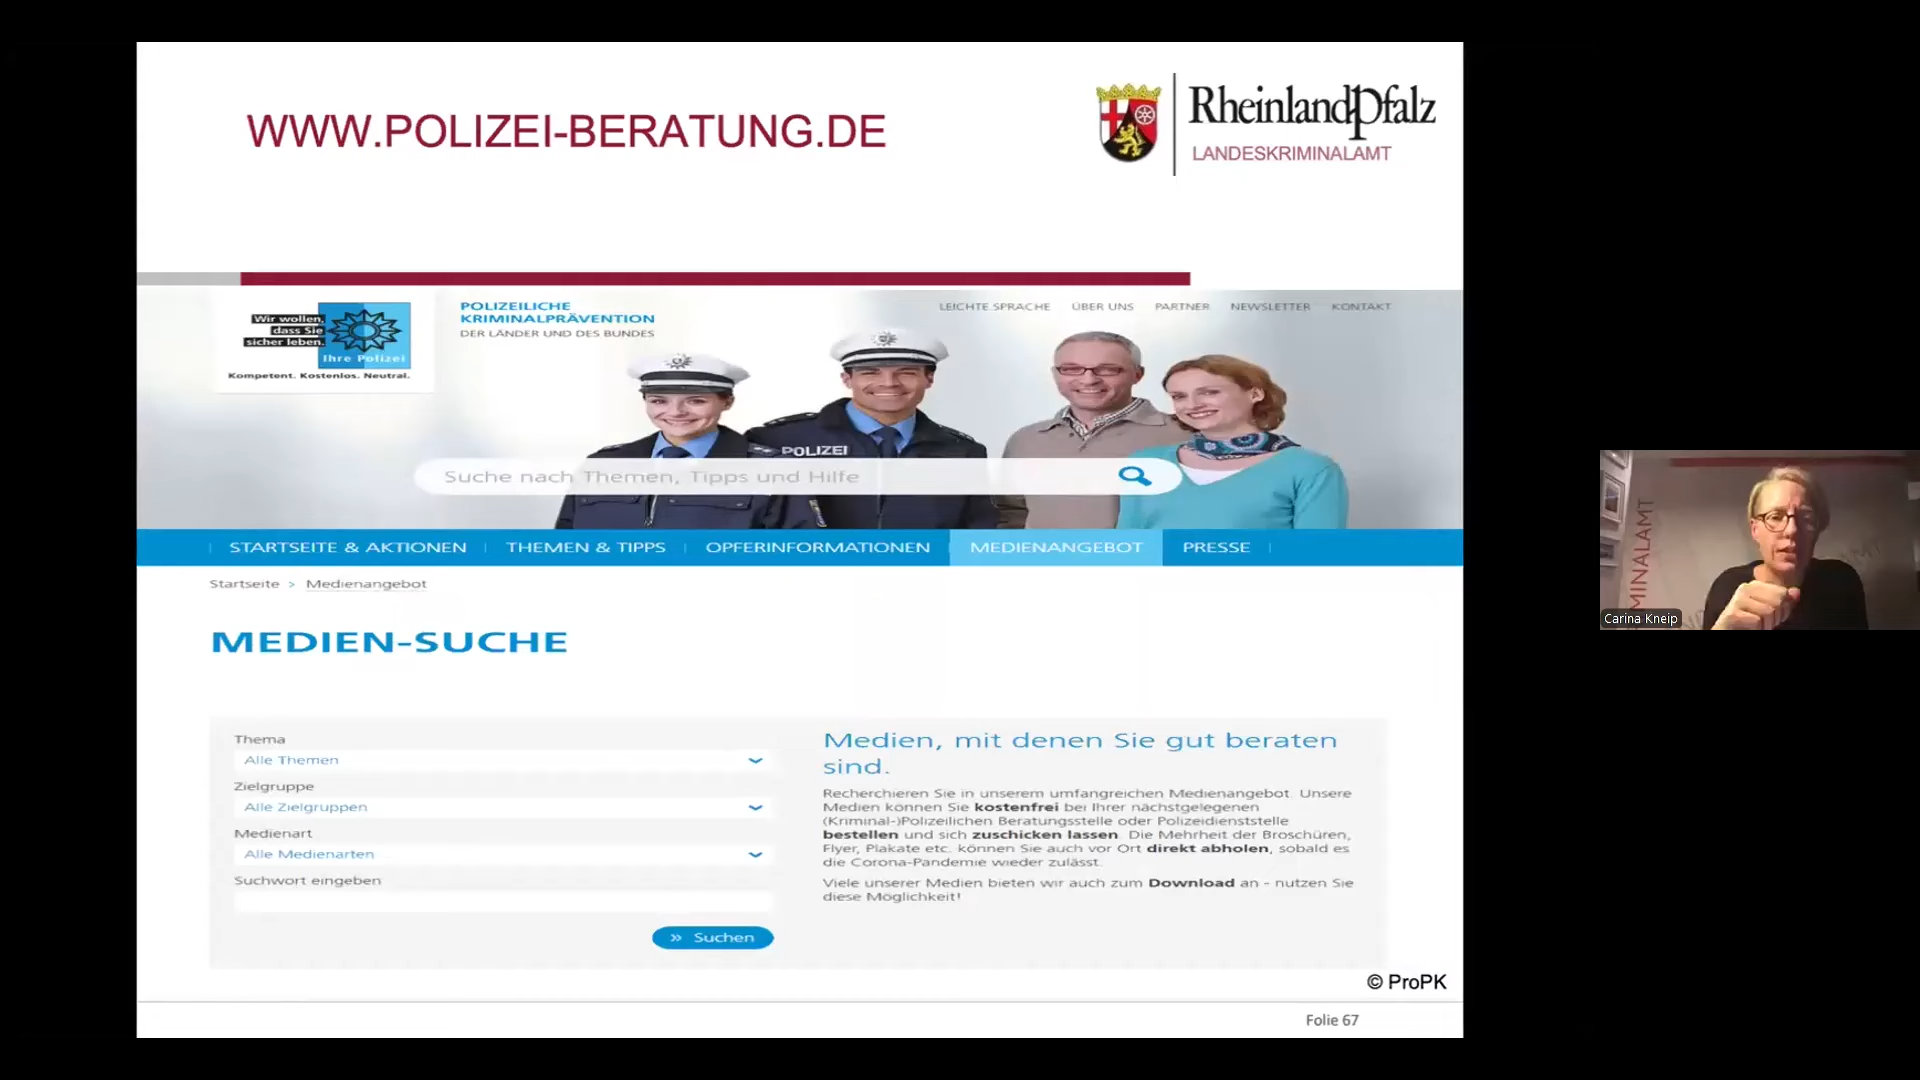 WWW.POLIZEI-BERATUNG.DE
RheinlandPfalz
LANDESKRIMINALAMT
Wir wollen,
dass Sie
sicher leben.
Ihre Polizei
Kompetent. Kostenlos. Neutral.
POLIZEILICHE
KRIMINALPRÄVENTION
DER LÄNDER UND DES BUNDES
LEICHTE SPRACHE ÜBER UNS PARTNER NEWSLETTER KONTAKT
POLIZEI
Suche nach Themen, Tipps und Hilfe
STARTSEITE & AKTIONEN THEMEN & TIPPS OPFERINFORMATIONEN MEDIENANGEBOT PRESSE
Startseite > Medienangebot
MEDIEN-SUCHE
Thema
Alle Themen
Zielgruppe
Alle Zielgruppen
Medienart
Alle Medienarten
Suchwort eingeben
» Suchen
Medien, mit denen Sie gut beraten
sind.
Recherchieren Sie in unserem umfangreichen Medienangebot. Unsere
Medien können Sie kostenfrei bei Ihrer nächstgelegenen
(Kriminal-)Polizeilichen Beratungsstelle oder Polizeidienststelle
bestellen und sich zuschicken lassen. Die Mehrheit der Broschüren,
Flyer, Plakate etc. können Sie auch vor Ort direkt abholen, sobald es
die Corona-Pandemie wieder zulässt.
Viele unserer Medien bieten wir auch zum Download an - nutzen Sie
diese Möglichkeit!
© ProPK
Folie 67
MINALAMT
Carina Kneip